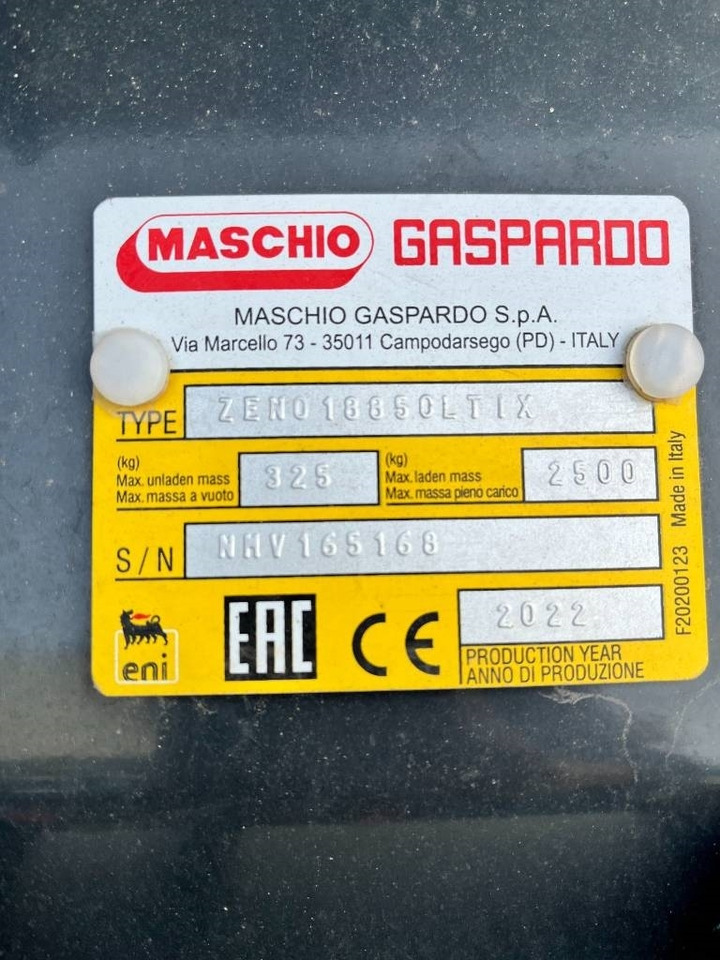 MASCHIO GASPARDO
MASCHIO GASPARDO S.p.A.
Via Marcello 73 - 35011 Campodarsego (PD) - ITALY
TYPE ZENO18850LTIX
(kg)
Max. unladen mass
Max. massa a vuoto
325
(kg)
Max. laden mass
Max. massa pieno carico
2500
S/N NMV165168
eni
EAC
CE
2022
PRODUCTION YEAR
ANNO DI PRODUZIONE
F20200123 Made in Italy